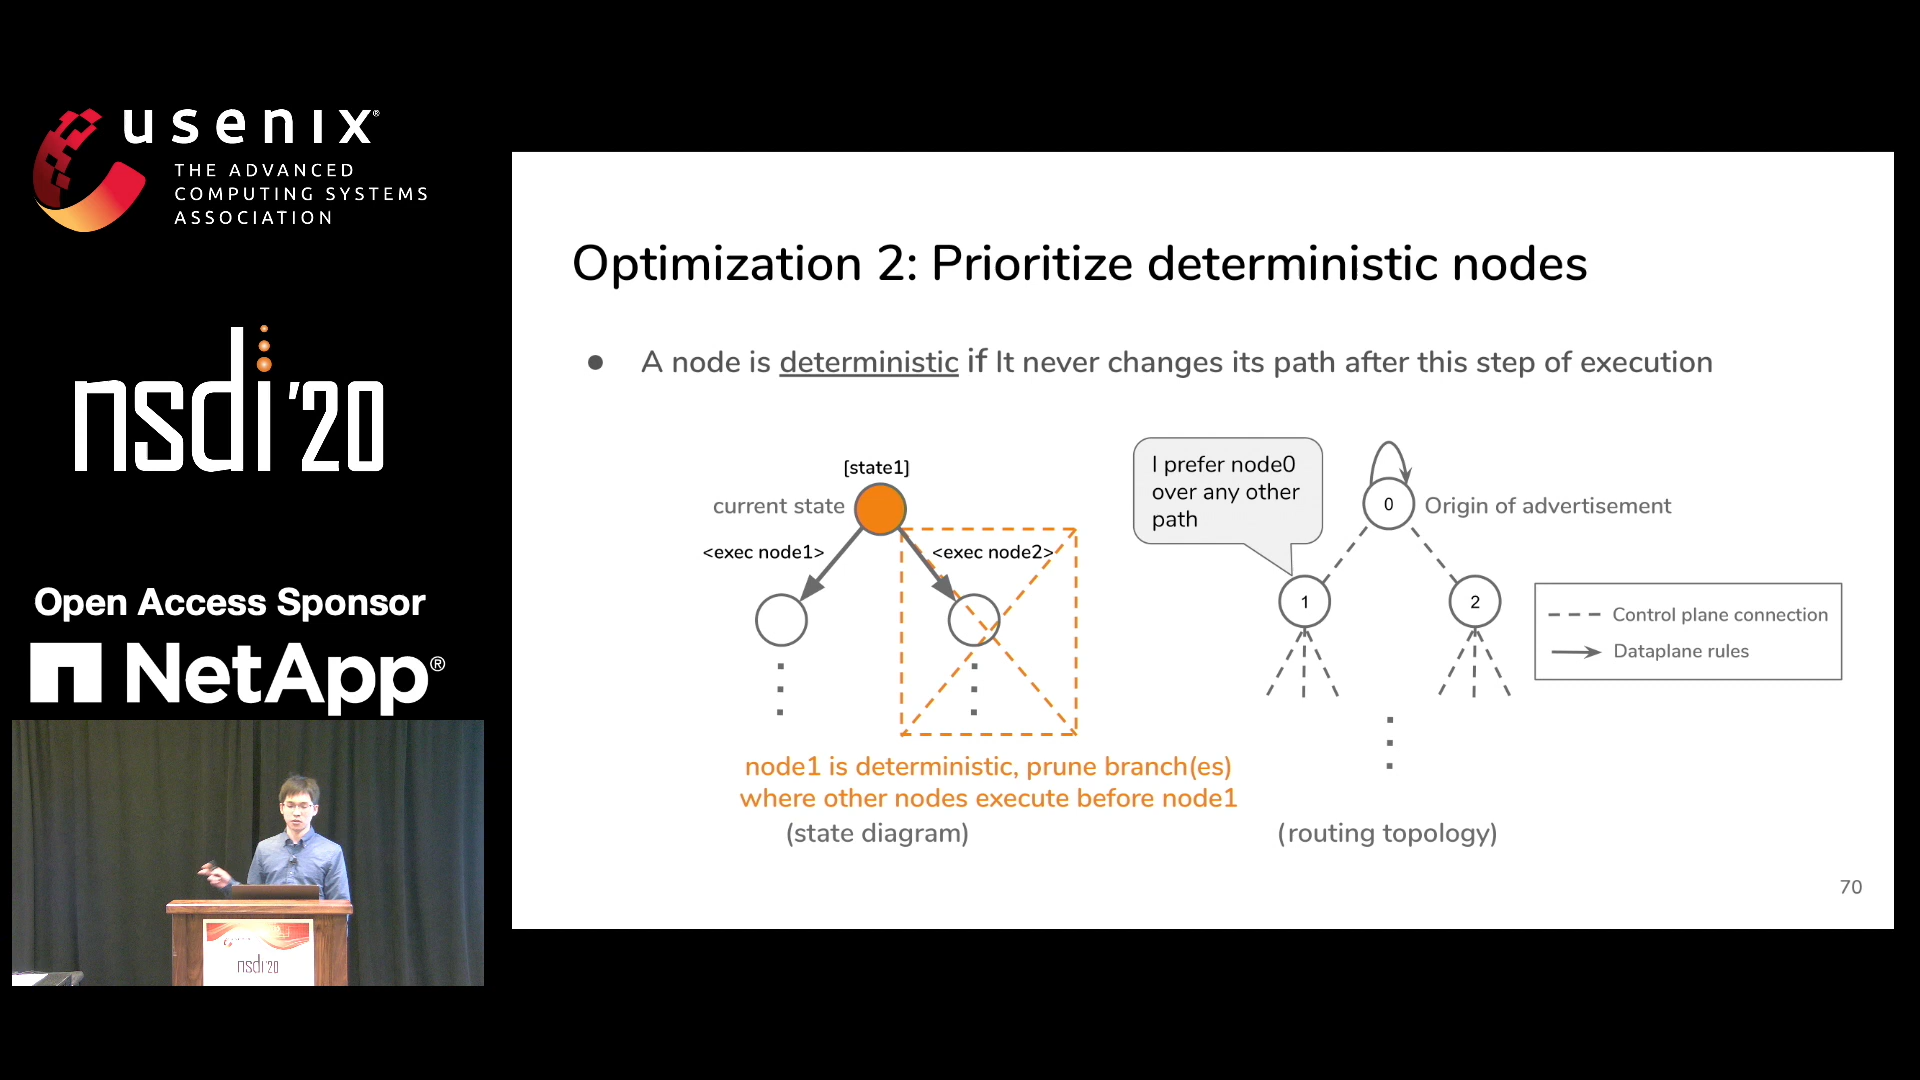 usenix®
THE ADVANCED
COMPUTING SYSTEMS
ASSOCIATION
nsdi '20
Open Access Sponsor
NetApp®
nsdi '20
Optimization 2: Prioritize deterministic nodes
● A node is deterministic if It never changes its path after this step of execution
[state1]
current state
<exec node1>
<exec node2>
node1 is deterministic, prune branch(es)
where other nodes execute before node1
(state diagram)
I prefer node0
over any other
path
0
Origin of advertisement
1
2
Control plane connection
Dataplane rules
(routing topology)
70